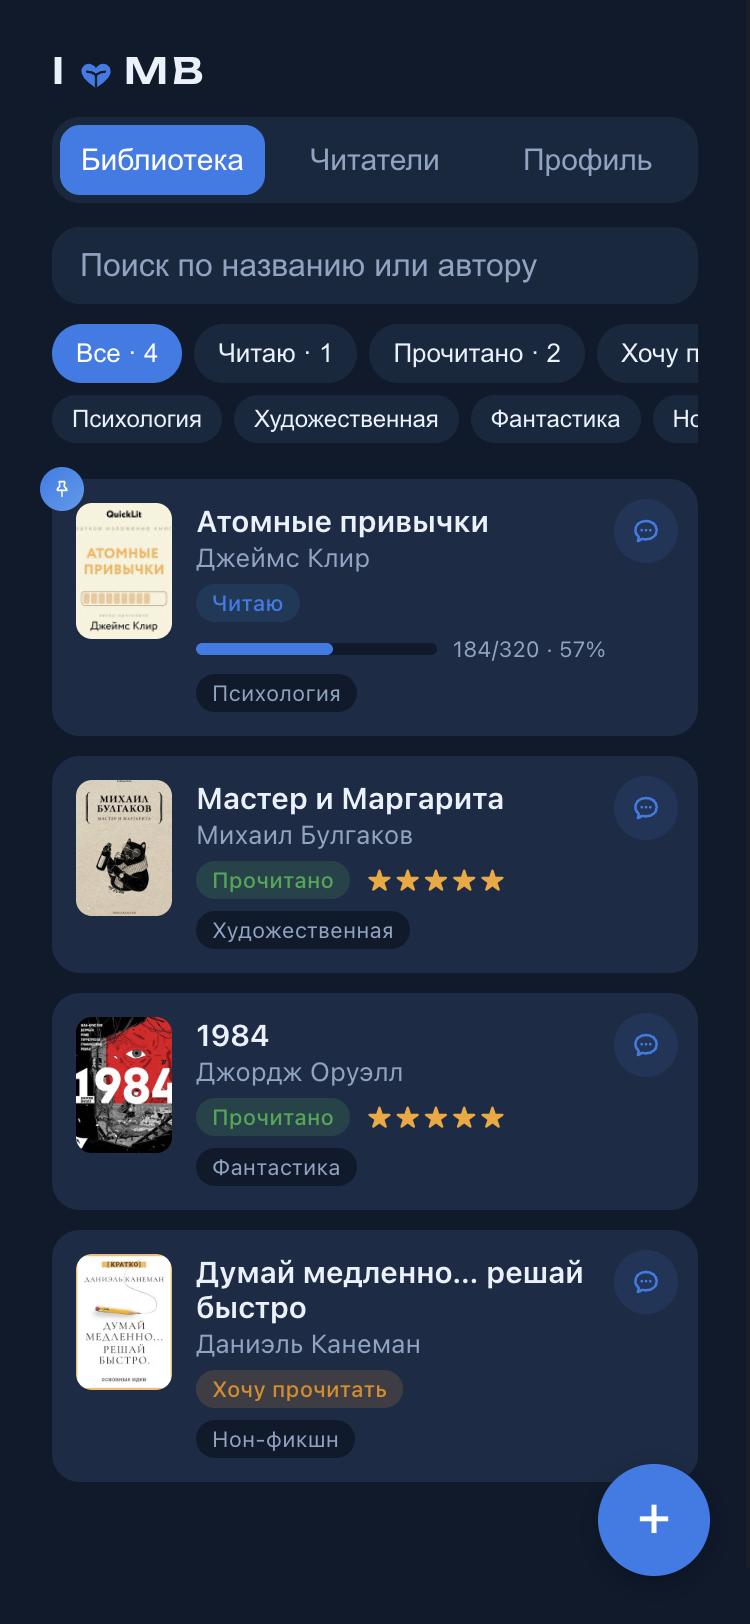 I MB
Библиотека Читатели Профиль
Поиск по названию или автору
Все · 4 Читаю · 1 Прочитано · 2 Хочу п
Психология Художественная Фантастика Но
QuickLit
АТОМНЫЕ
ПРИВЫЧКИ
Джеймс Клир
Атомные привычки
Джеймс Клир
Читаю
184/320 · 57%
Психология
МИХАИЛ
БУЛГАКОВ
МАСТЕР И МАРГАРИТА
Мастер и Маргарита
Михаил Булгаков
Прочитано
Художественная
1984
1984
Джордж Оруэлл
Прочитано
Фантастика
[КРАТКО]
ДАНИЭЛЬ КАНЕМАН
ДУМАЙ
МЕДЛЕННО...
РЕШАЙ
БЫСТРО.
ОСНОВНЫЕ ИДЕИ
Думай медленно... решай
быстро
Даниэль Канеман
Хочу прочитать
Нон-фикшн